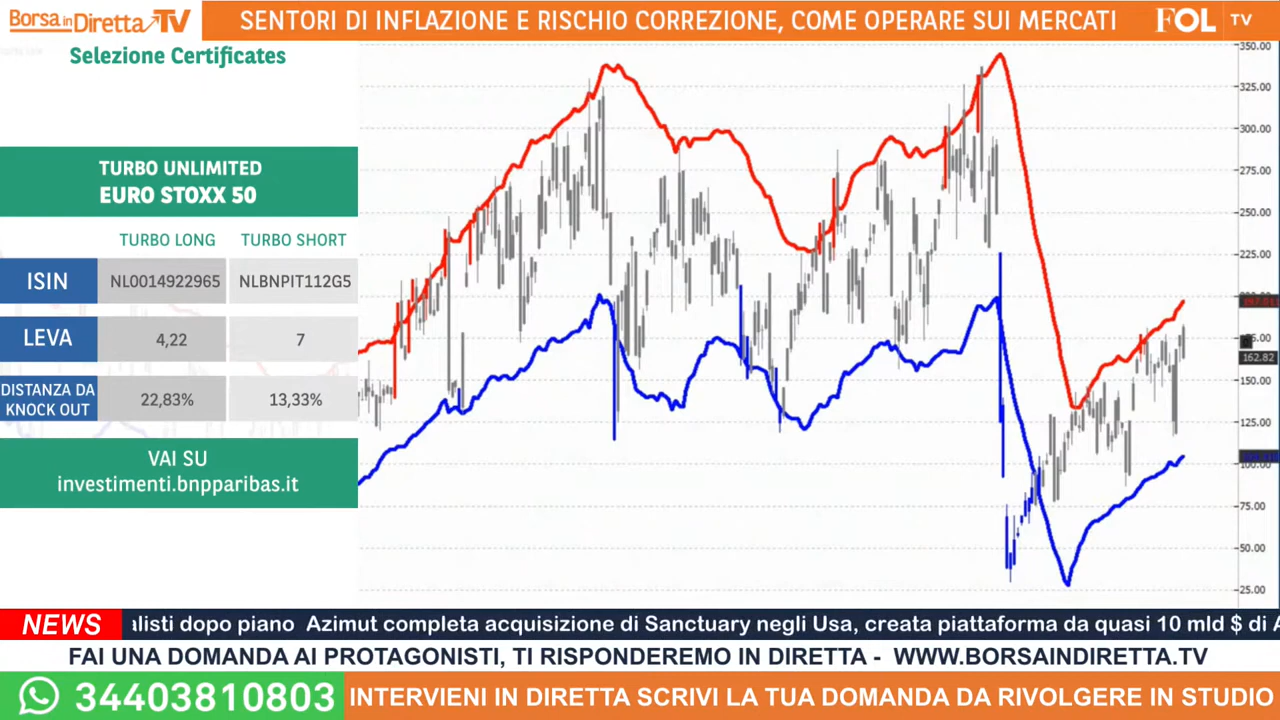 Borsa in Diretta TV
SENTORI DI INFLAZIONE E RISCHIO CORREZIONE, COME OPERARE SUI MERCATI
FOL TV
Selezione Certificates
TURBO UNLIMITED
EURO STOXX 50
TURBO LONG TURBO SHORT
ISIN NL0014922965 NLBNPIT112G5
LEVA 4,22 7
DISTANZA DA
KNOCK OUT
22,83% 13,33%
VAI SU
investimenti.bnpparibas.it
350.00
325.00
300.00
275.00
250.00
225.00
162.82
150.00
125.00
100.00
75.00
50.00
25.00
NEWS
alisti dopo piano Azimut completa acquisizione di Sanctuary negli Usa, creata piattaforma da quasi 10 mld $ di
FAI UNA DOMANDA AI PROTAGONISTI, TI RISPONDEREMO IN DIRETTA - WWW.BORSAINDIRETTA.TV
34403810803
INTERVIENI IN DIRETTA SCRIVI LA TUA DOMANDA DA RIVOLGERE IN STUDIO